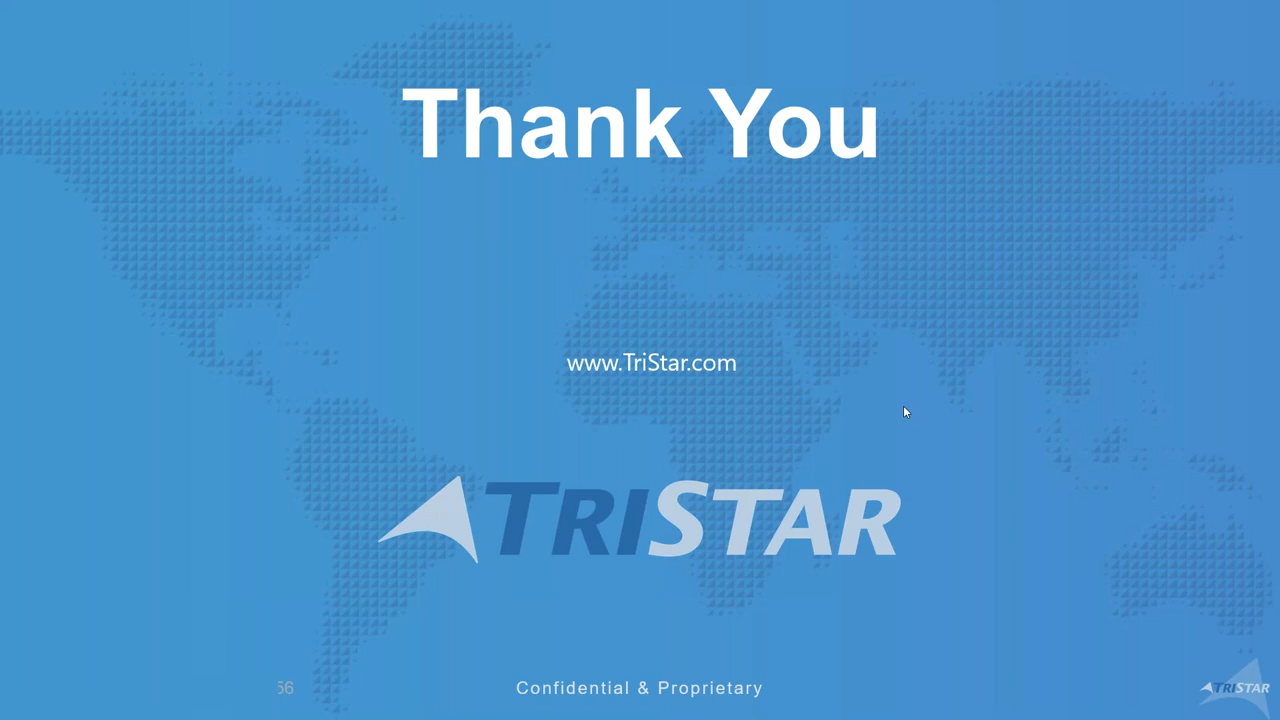 Thank You
www.TriStar.com
TRISTAR
56
Confidential & Proprietary
TRISTAR